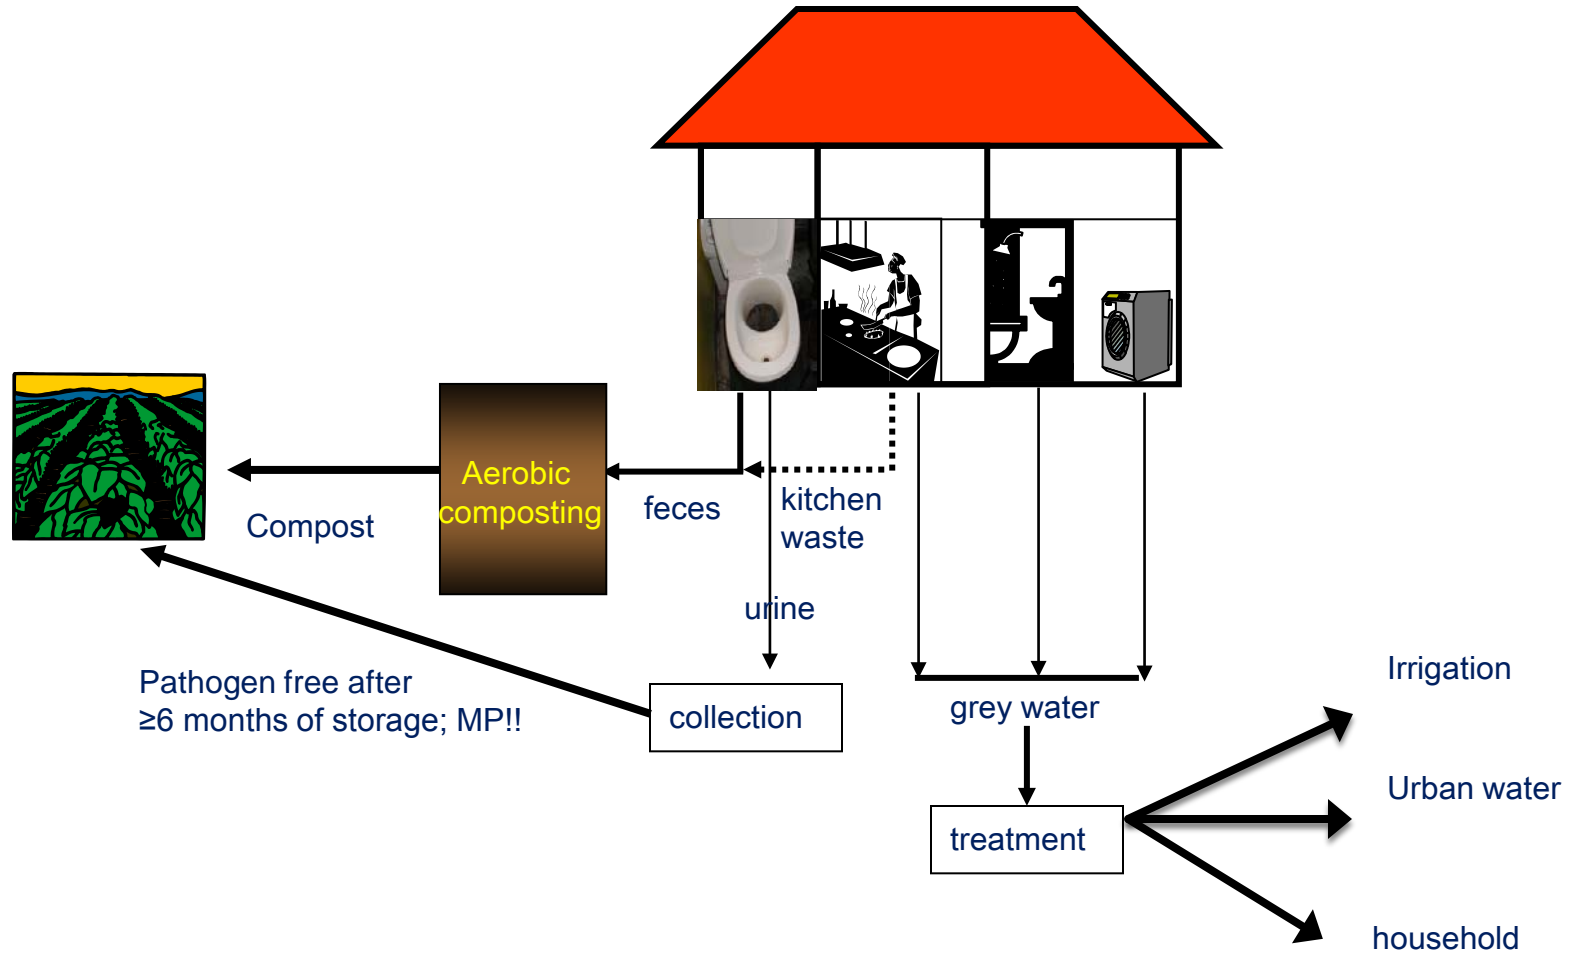 Aerobic
composting
feces
kitchen
waste
Compost
urine
Pathogen free after
≥6 months of storage; MP!!
collection
grey water
treatment
Irrigation
Urban water
household